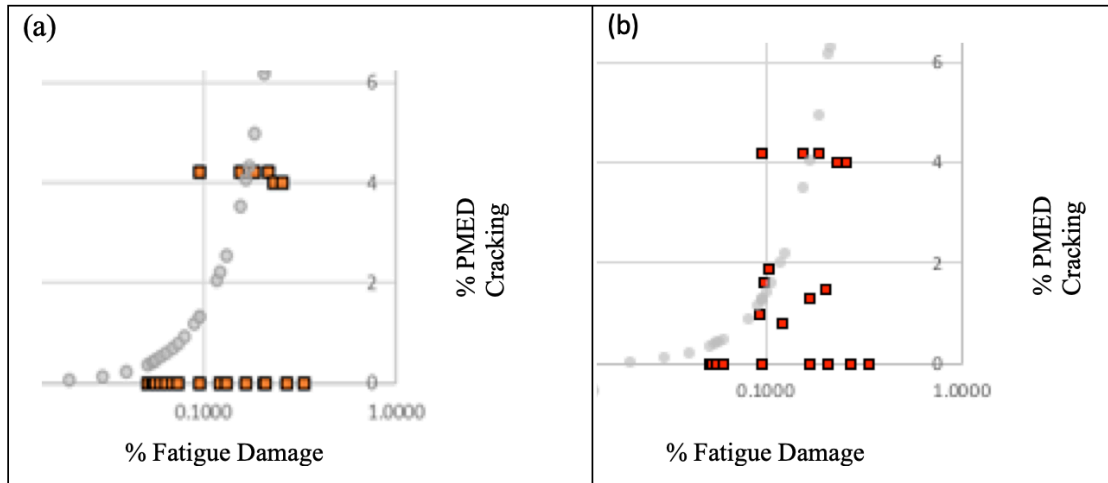 (a)
6
4
2
0
0.1000
1.0000
% PMED
Cracking
% Fatigue Damage
(b)
6
4
2
0
0.1000
1.0000
% PMED
Cracking
% Fatigue Damage